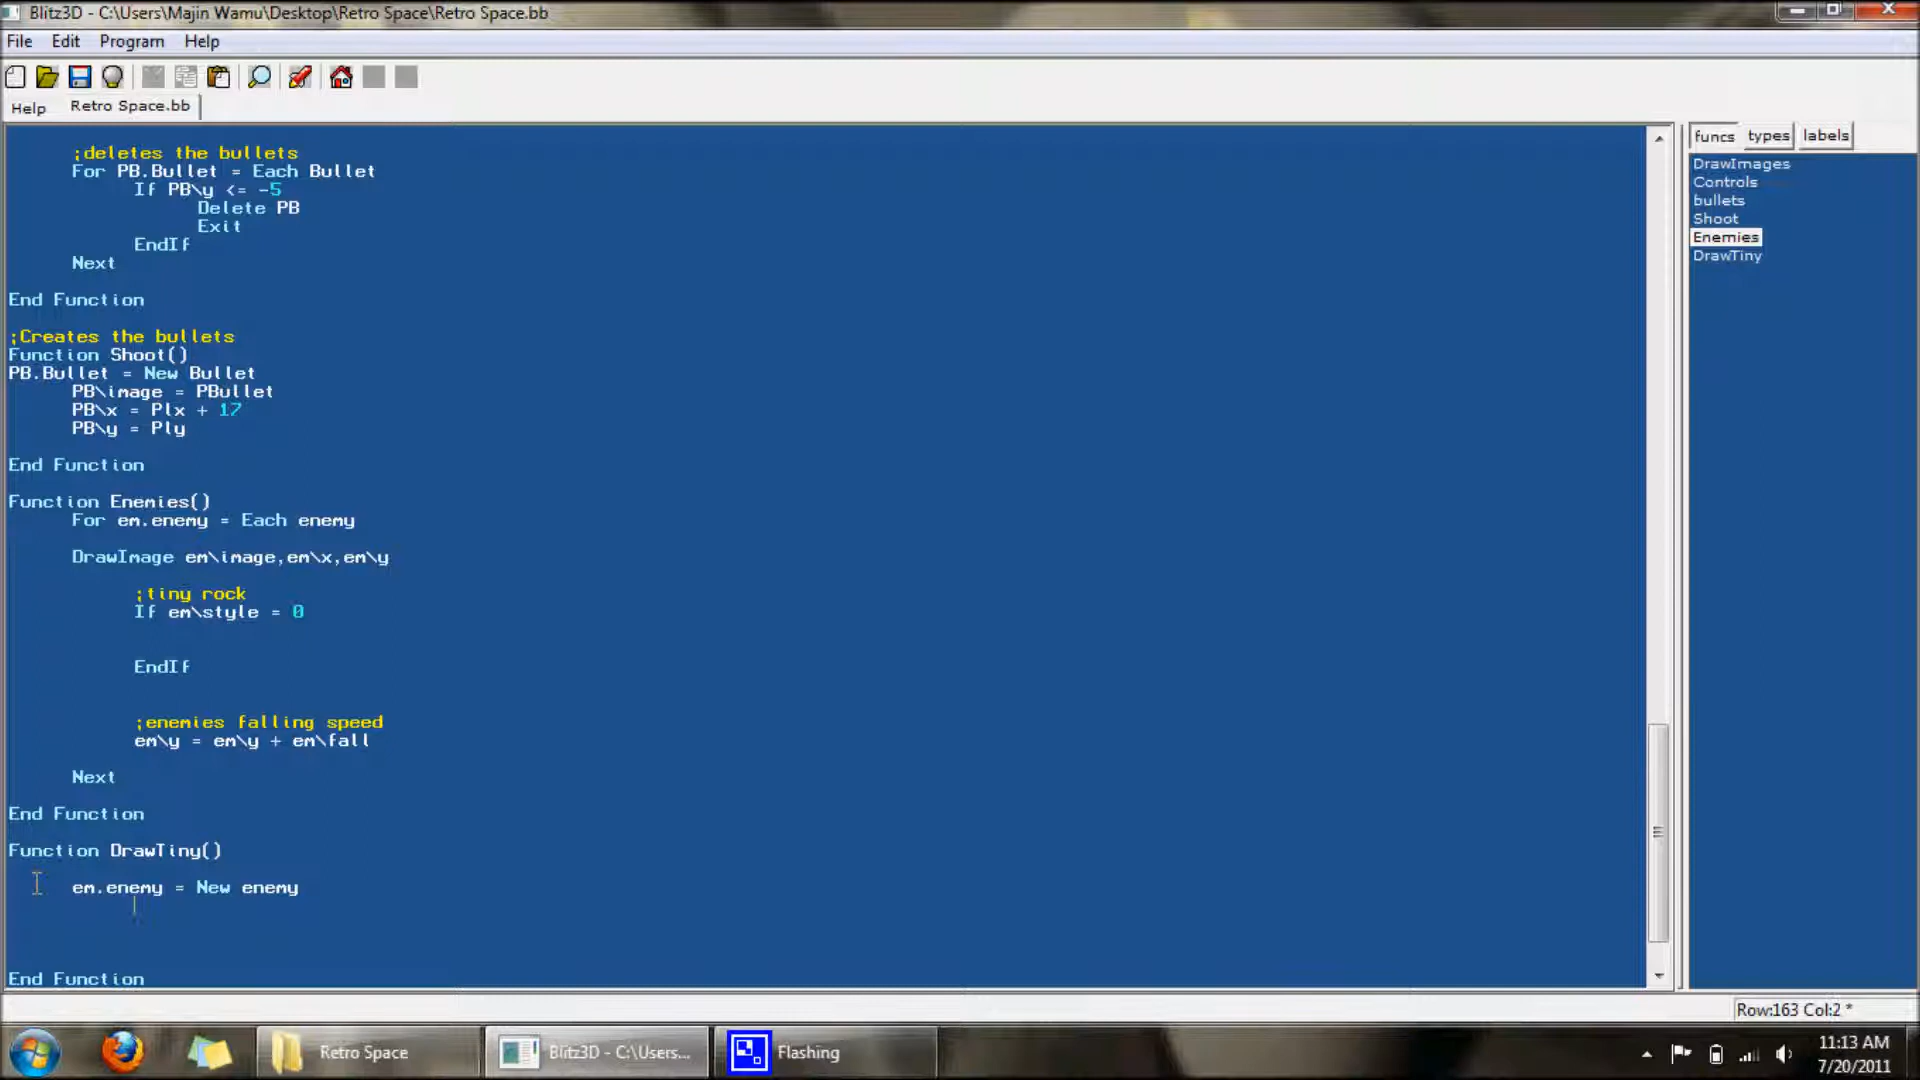 Blitz3D - C:\Users\Majin Wamu\Desktop\Retro Space\Retro Space.bb
File Edit Program Help
Help Retro Space.bb
funcs types labels
DrawImages
Controls
bullets
Shoot
Enemies
DrawTiny
;deletes the bullets
For PB.Bullet = Each Bullet
If PB\y <= -5
Delete PB
Exit
EndIf
Next
End Function
;Creates the bullets
Function Shoot()
PB.Bullet = New Bullet
PB\image = PBullet
PB\x = Plx + 17
PB\y = Ply
End Function
Function Enemies()
For em.enemy = Each enemy
DrawImage em\image,em\x,em\y
;tiny rock
If em\style = 0
EndIf
;enemies falling speed
em\y = em\y + em\fall
Next
End Function
Function DrawTiny()
em.enemy = New enemy
End Function
Row:163 Col:2 *
Retro Space
Blitz3D - C:\Users...
Flashing
11:13 AM
7/20/2011